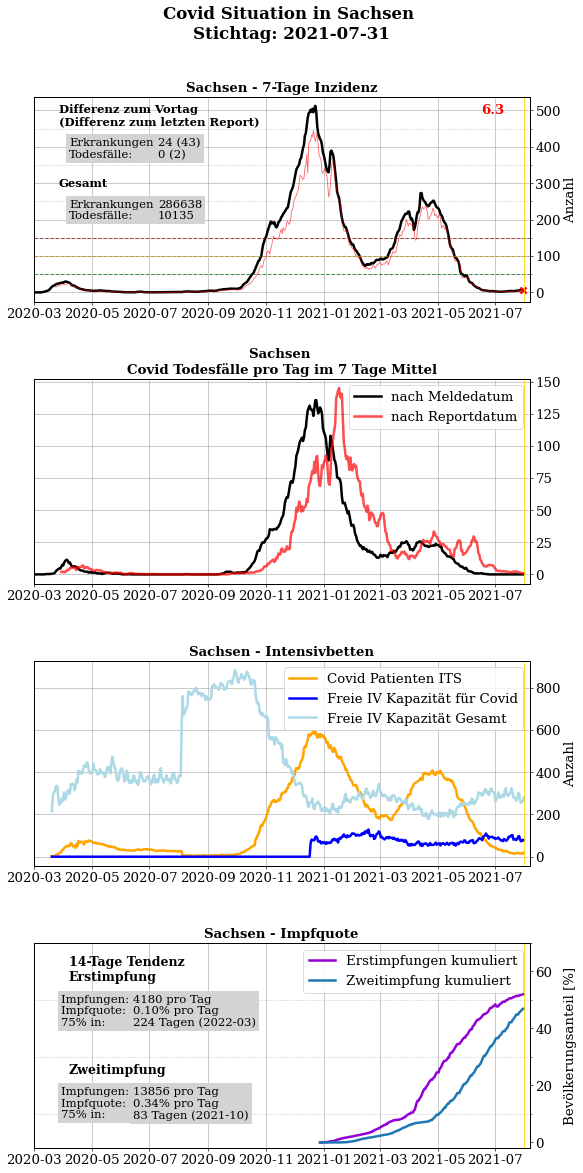 Covid Situation in Sachsen
Stichtag: 2021-07-31
Sachsen - 7-Tage Inzidenz
Differenz zum Vortag
(Differenz zum letzten Report)
Erkrankungen 24 (43)
Todesfälle: 0 (2)
Gesamt
Erkrankungen 286638
Todesfälle: 10135
6.3
500
400
300
200
100
0
Anzahl
2020-03 2020-05 2020-07 2020-09 2020-11 2021-01 2021-03 2021-05 2021-07
Sachsen
Covid Todesfälle pro Tag im 7 Tage Mittel
nach Meldedatum
nach Reportdatum
150
125
100
75
50
25
0
2020-03 2020-05 2020-07 2020-09 2020-11 2021-01 2021-03 2021-05 2021-07
Sachsen - Intensivbetten
Covid Patienten ITS
Freie IV Kapazität für Covid
Freie IV Kapazität Gesamt
800
600
400
200
0
Anzahl
2020-03 2020-05 2020-07 2020-09 2020-11 2021-01 2021-03 2021-05 2021-07
Sachsen - Impfquote
14-Tage Tendenz
Erstimpfung
Impfungen: 4180 pro Tag
Impfquote: 0.10% pro Tag
75% in: 224 Tagen (2022-03)
Zweitimpfung
Impfungen: 13856 pro Tag
Impfquote: 0.34% pro Tag
75% in: 83 Tagen (2021-10)
Erstimpfungen kumuliert
Zweitimpfung kumuliert
60
40
20
0
Bevölkerungsanteil [%]
2020-03 2020-05 2020-07 2020-09 2020-11 2021-01 2021-03 2021-05 2021-07